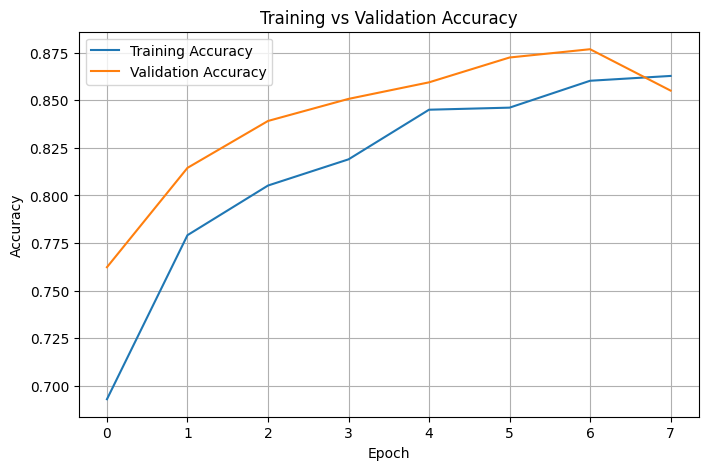 Training vs Validation Accuracy
Training Accuracy
Validation Accuracy
0.875
0.850
0.825
0.800
0.775
0.750
0.725
0.700
Accuracy
0 1 2 3 4 5 6 7
Epoch